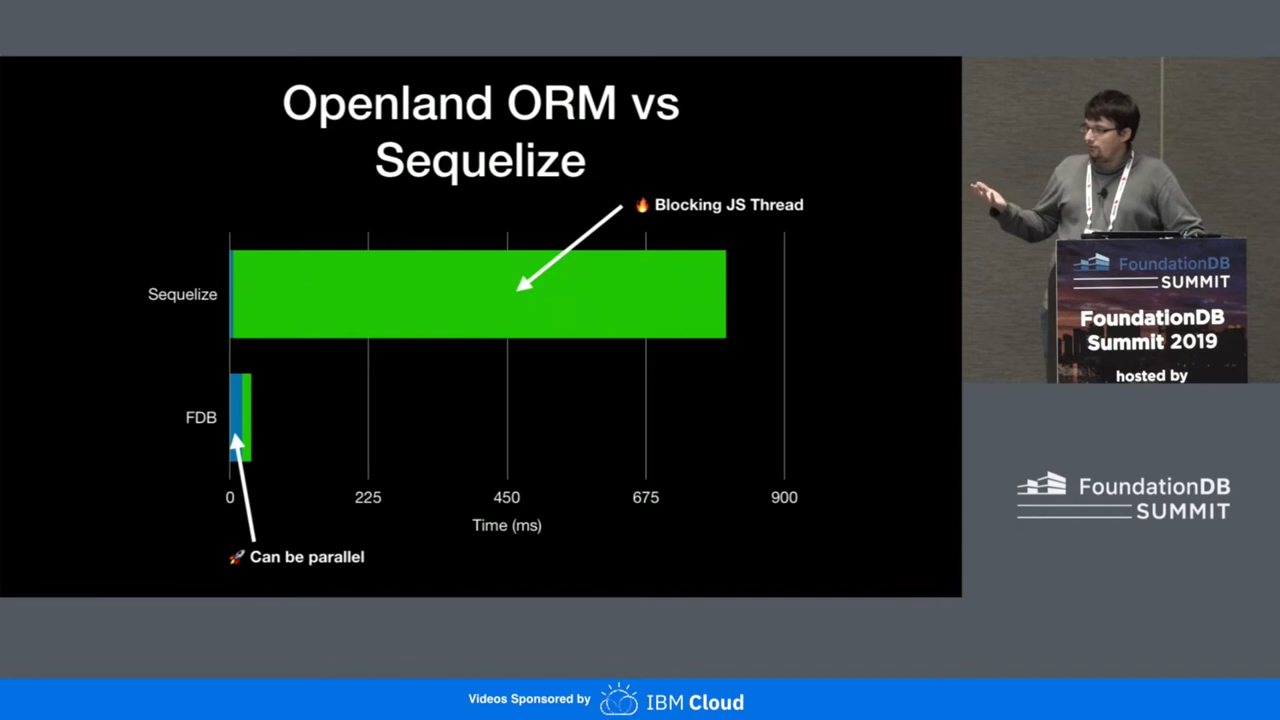 Openland ORM vs
Sequelize
🔥 Blocking JS Thread
Sequelize
FDB
0 225 450 675 900
Time (ms)
🚀 Can be parallel
FoundationDB
SUMMIT
FoundationDB
Summit 2019
hosted by
FoundationDB
SUMMIT
Videos Sponsored by IBM Cloud